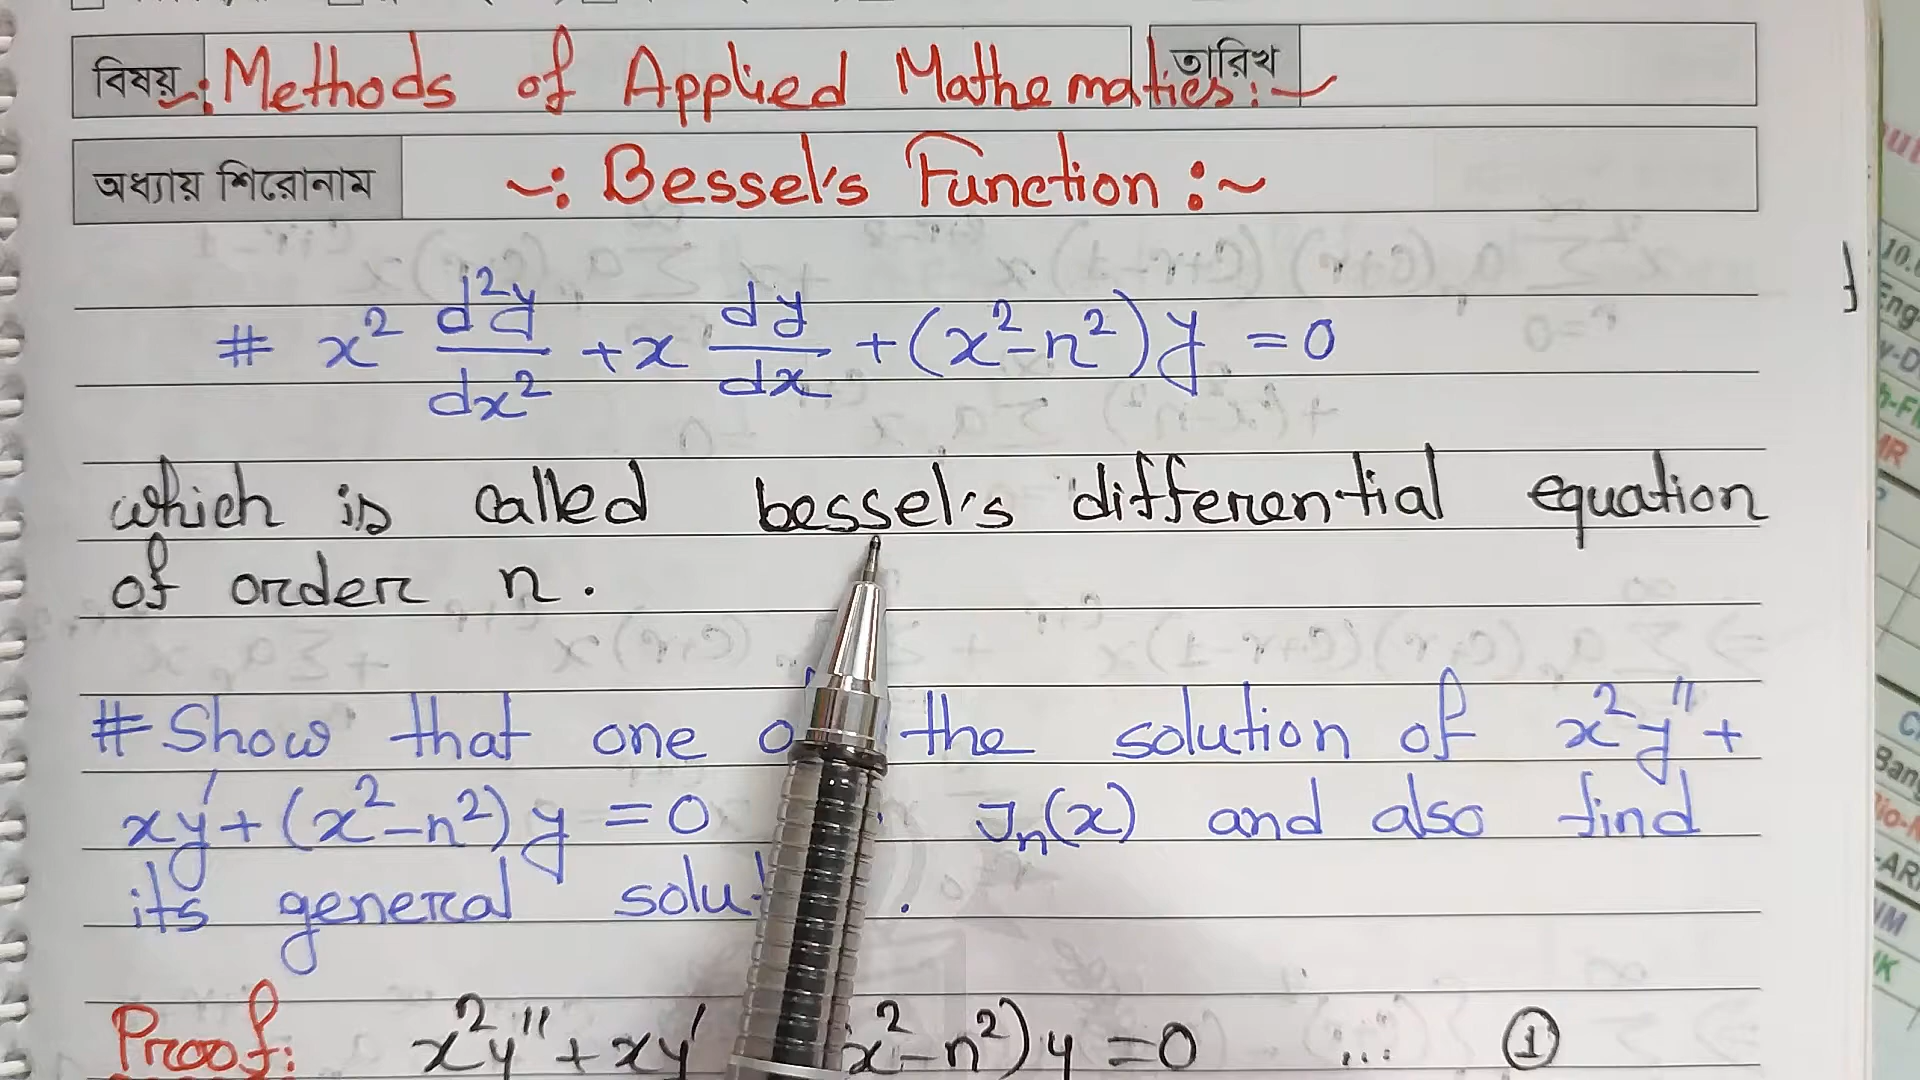 বিষয় : Methods of Applied Mathematics :~ তারিখ
অধ্যায় শিরোনাম ~: Bessel's Function :~
# x² d²y/dx² + x dy/dx + (x²-n²)y = 0
which is called bessel's differential equation
of order n.
# Show that one the solution of x²y" +
xy' + (x²-n²)y = 0 Jn(x) and also find
its general .
Proof: x²y" + xy' x²-n²)y = 0 ... ①
10.
Eng